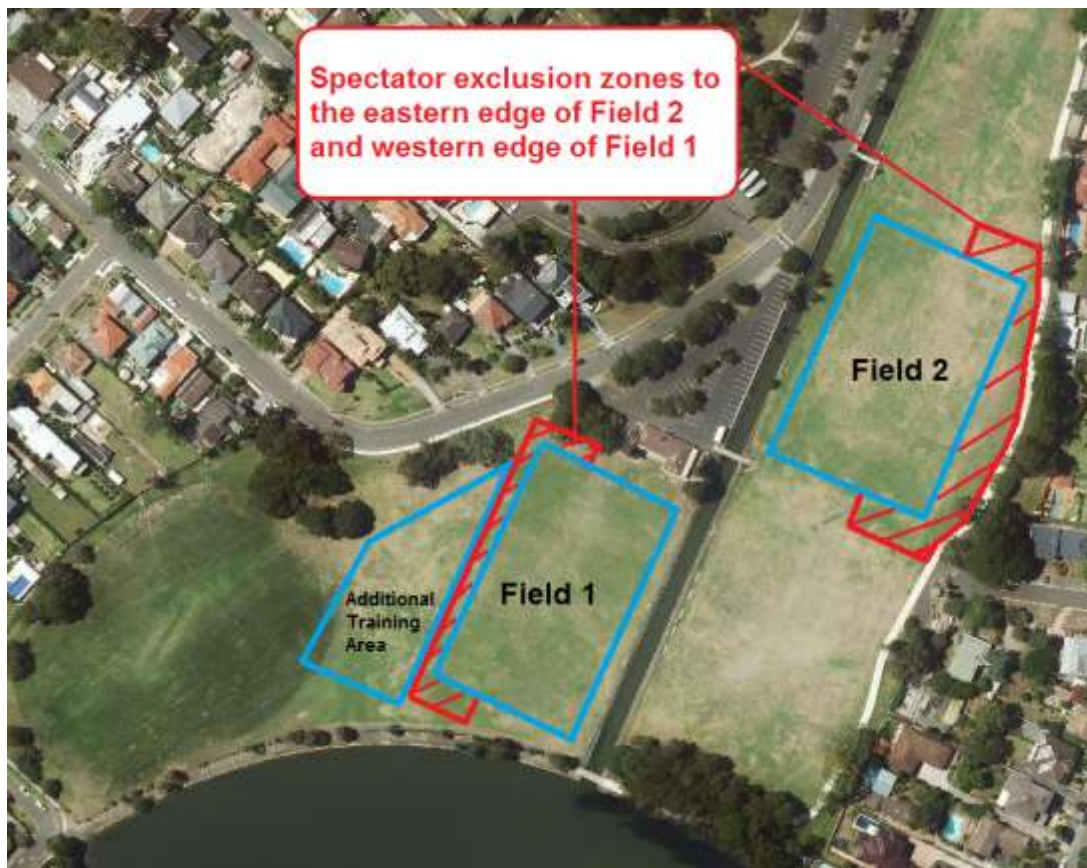 Spectator exclusion zones to
the eastern edge of Field 2
and western edge of Field 1
Field 2
Field 1
Additional
Training
Area